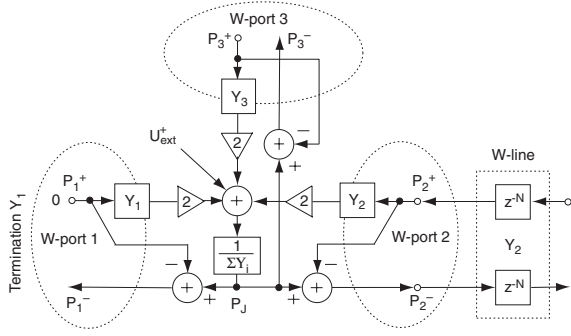 W-port 3
P3+ P3−
Y3
−
2
U+ext
+
+
W-line
Termination Y1
P1+
0
Y1
2
+
2
Y2
P2+
z-N
W-port 1
1
ΣYi
W-port 2
Y2
−
−
z-N
P1−
+
+
PJ
+
+
P2−